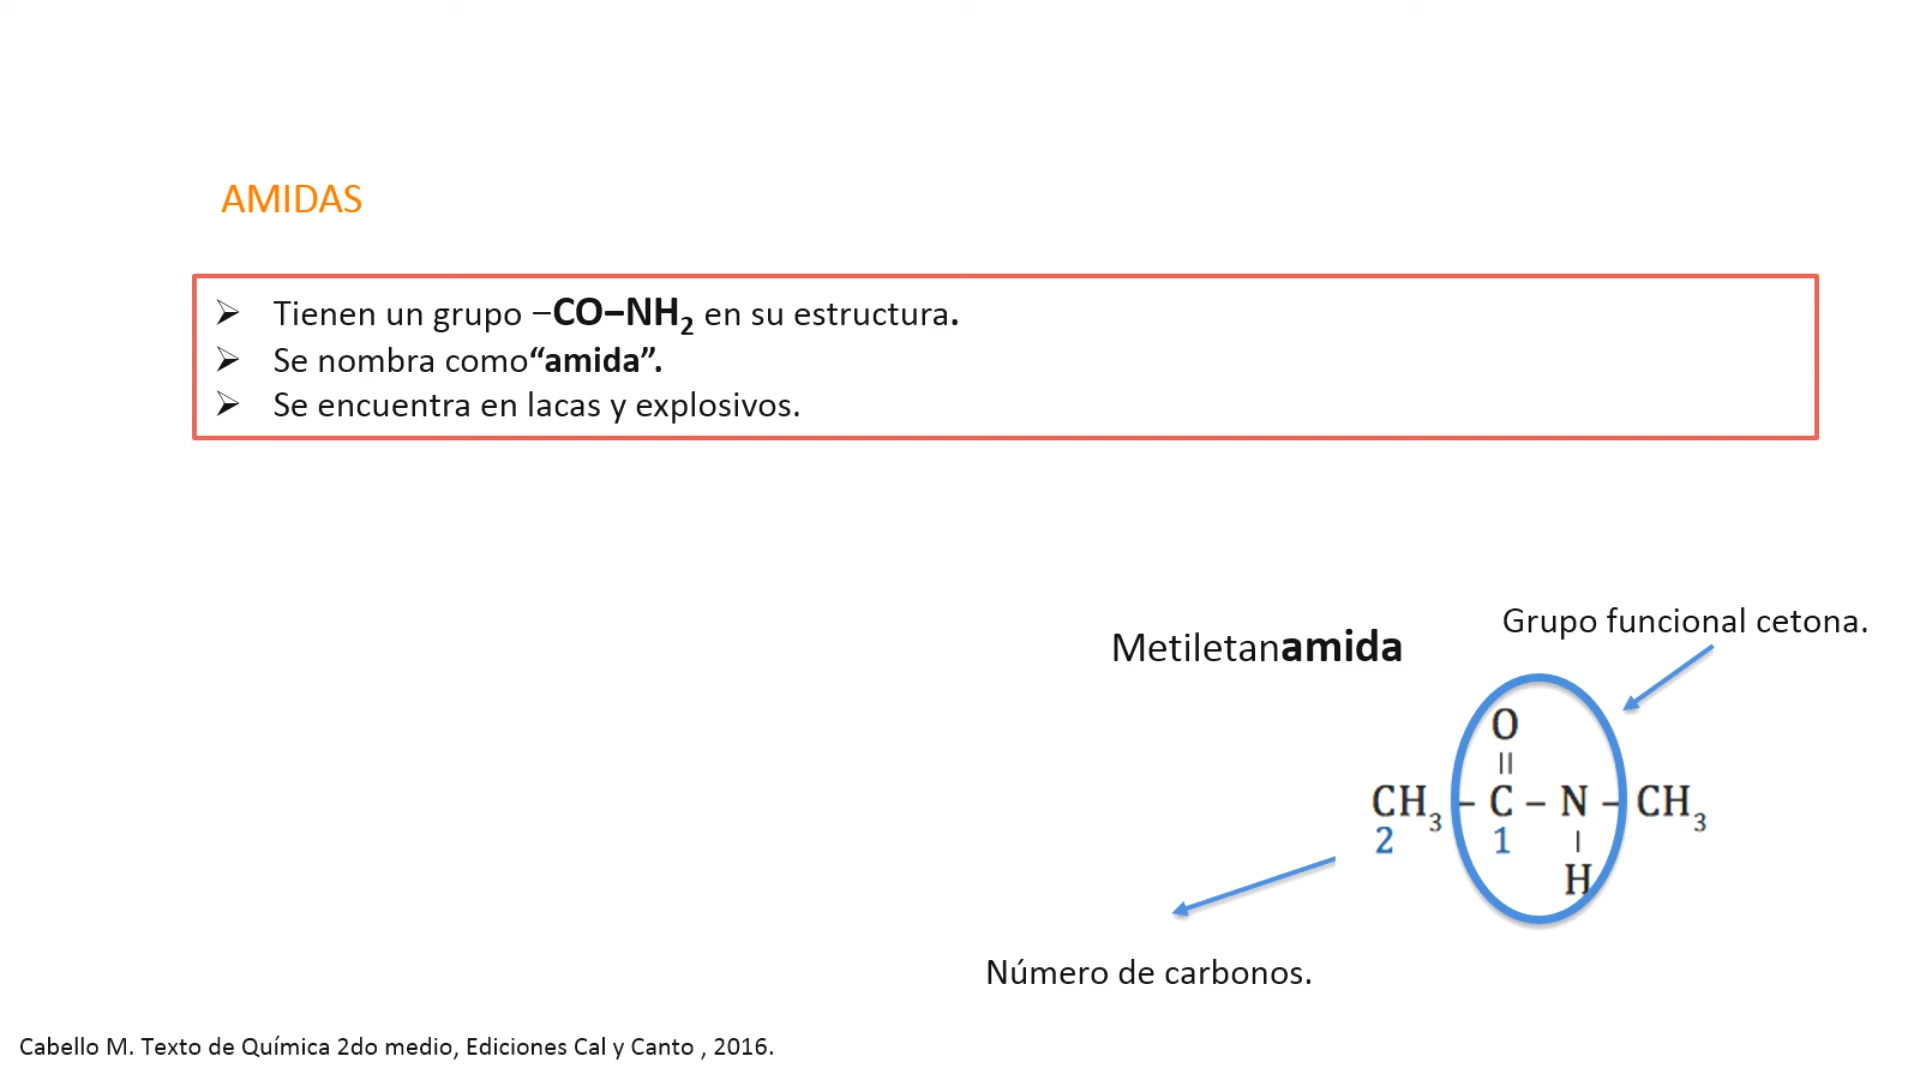 AMIDAS
➢ Tienen un grupo –CO–NH₂ en su estructura.
➢ Se nombra como“amida”.
➢ Se encuentra en lacas y explosivos.
Grupo funcional cetona.
Metiletanamida
O
||
CH₃ – C – N – CH₃
2 1 |
H
Número de carbonos.
Cabello M. Texto de Química 2do medio, Ediciones Cal y Canto , 2016.